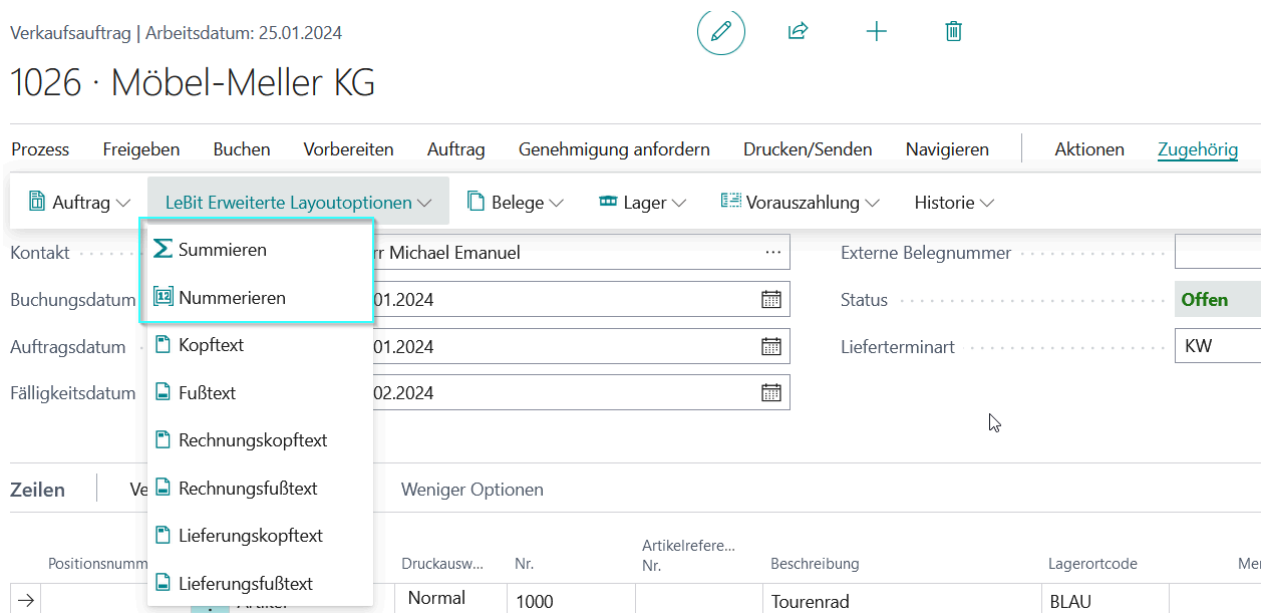 Verkaufsauftrag | Arbeitsdatum: 25.01.2024
1026 · Möbel-Meller KG
Prozess Freigeben Buchen Vorbereiten Auftrag Genehmigung anfordern Drucken/Senden Navigieren Aktionen Zugehörig
Auftrag LeBit Erweiterte Layoutoptionen Belege Lager Vorauszahlung Historie
Summieren
Nummerieren
Kopftext
Fußtext
Rechnungskopftext
Rechnungsfußtext
Lieferungskopftext
Lieferungsfußtext
Kontakt Michael Emanuel Externe Belegnummer
Buchungsdatum 01.2024 Status Offen
Auftragsdatum 01.2024 Lieferterminart KW
Fälligkeitsdatum 02.2024
Zeilen Ve Weniger Optionen
Positionsnumm Druckausw... Nr. Artikelrefere... Nr. Beschreibung Lagerortcode
Artikel Normal 1000 Tourenrad BLAU